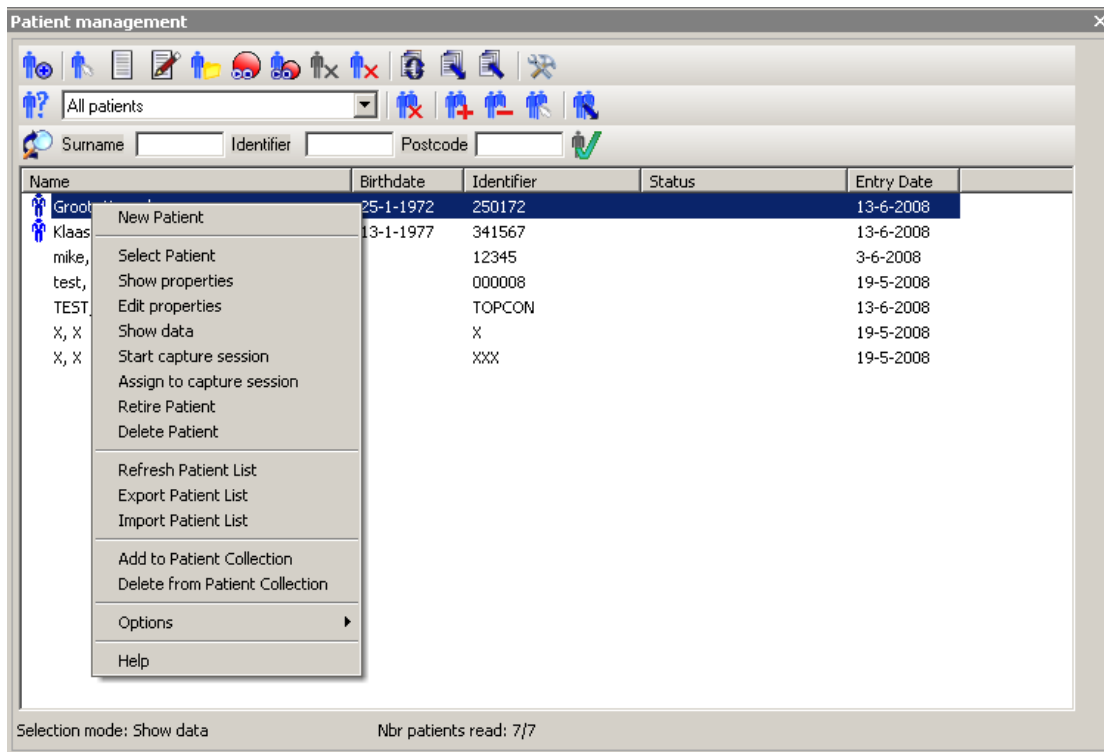 Patient management
All patients
Surname Identifier Postcode
Name Birthdate Identifier Status Entry Date
25-1-1972 250172 13-6-2008
Klaas 13-1-1977 341567 13-6-2008
mike, 12345 3-6-2008
test, 000008 19-5-2008
TEST_ TOPCON 13-6-2008
X, X X 19-5-2008
X, X XXX 19-5-2008
New Patient
Select Patient
Show properties
Edit properties
Show data
Start capture session
Assign to capture session
Retire Patient
Delete Patient
Refresh Patient List
Export Patient List
Import Patient List
Add to Patient Collection
Delete from Patient Collection
Options
Help
Selection mode: Show data Nbr patients read: 7/7